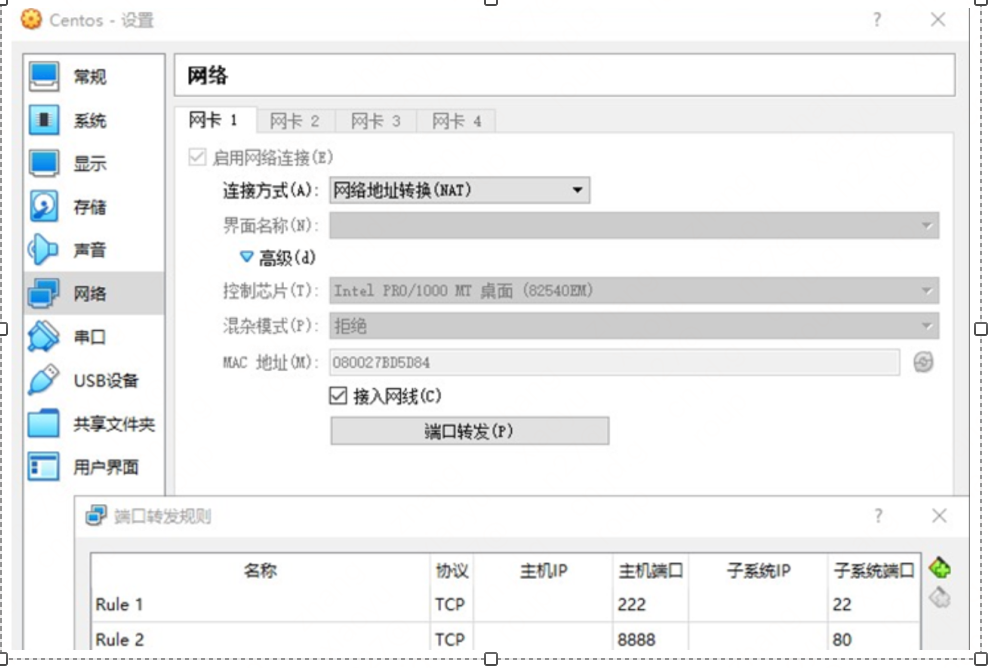 Centos - 设置
常规
系统
显示
存储
声音
网络
串口
USB设备
共享文件夹
用户界面
网络
网卡 1 网卡 2 网卡 3 网卡 4
启用网络连接(E)
连接方式(A): 网络地址转换(NAT)
界面名称(N):
高级(d)
控制芯片(T): Intel PRO/1000 MT 桌面 (82540EM)
混杂模式(P): 拒绝
MAC 地址(M): 080027BD5D84
接入网线(C)
端口转发(P)
端口转发规则
名称 协议 主机IP 主机端口 子系统IP 子系统端口
Rule 1 TCP 222 22
Rule 2 TCP 8888 80